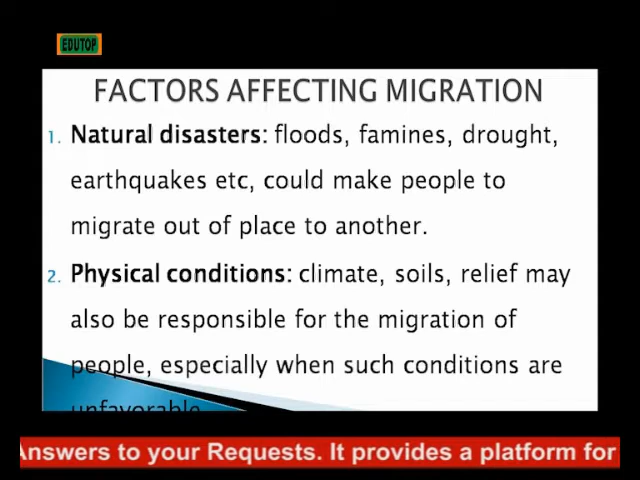 EDUTOP
FACTORS AFFECTING MIGRATION
1. Natural disasters: floods, famines, drought,
earthquakes etc, could make people to
migrate out of place to another.
2. Physical conditions: climate, soils, relief may
also be responsible for the migration of
people, especially when such conditions are
unfavorable
Answers to your Requests. It provides a platform for